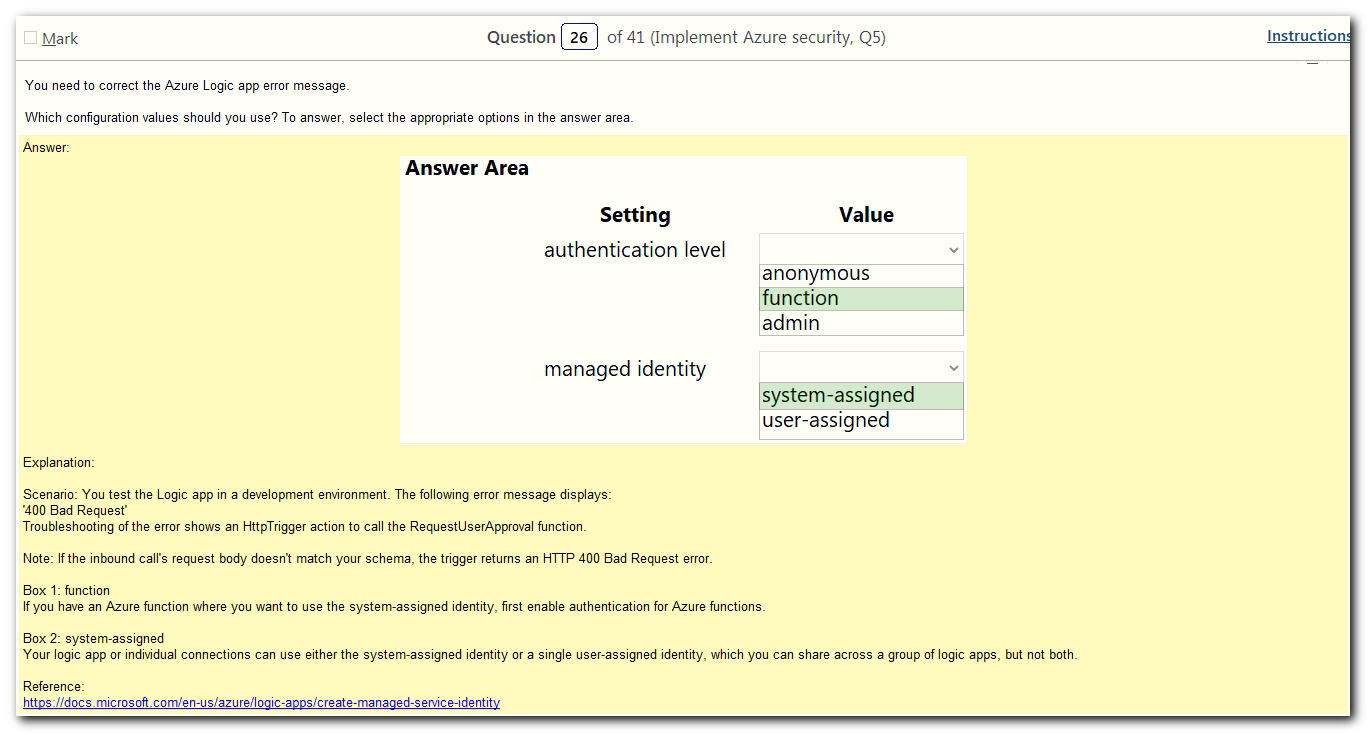 Mark Question 26 of 41 (Implement Azure security, Q5) Instructions
You need to correct the Azure Logic app error message.
Which configuration values should you use? To answer, select the appropriate options in the answer area.
Answer:
Answer Area
Setting Value
authentication level
anonymous
function
admin
managed identity
system-assigned
user-assigned
Explanation:
Scenario: You test the Logic app in a development environment. The following error message displays:
'400 Bad Request'
Troubleshooting of the error shows an HttpTrigger action to call the RequestUserApproval function.
Note: If the inbound call's request body doesn't match your schema, the trigger returns an HTTP 400 Bad Request error.
Box 1: function
If you have an Azure function where you want to use the system-assigned identity, first enable authentication for Azure functions.
Box 2: system-assigned
Your logic app or individual connections can use either the system-assigned identity or a single user-assigned identity, which you can share across a group of logic apps, but not both.
Reference:
https://docs.microsoft.com/en-us/azure/logic-apps/create-managed-service-identity